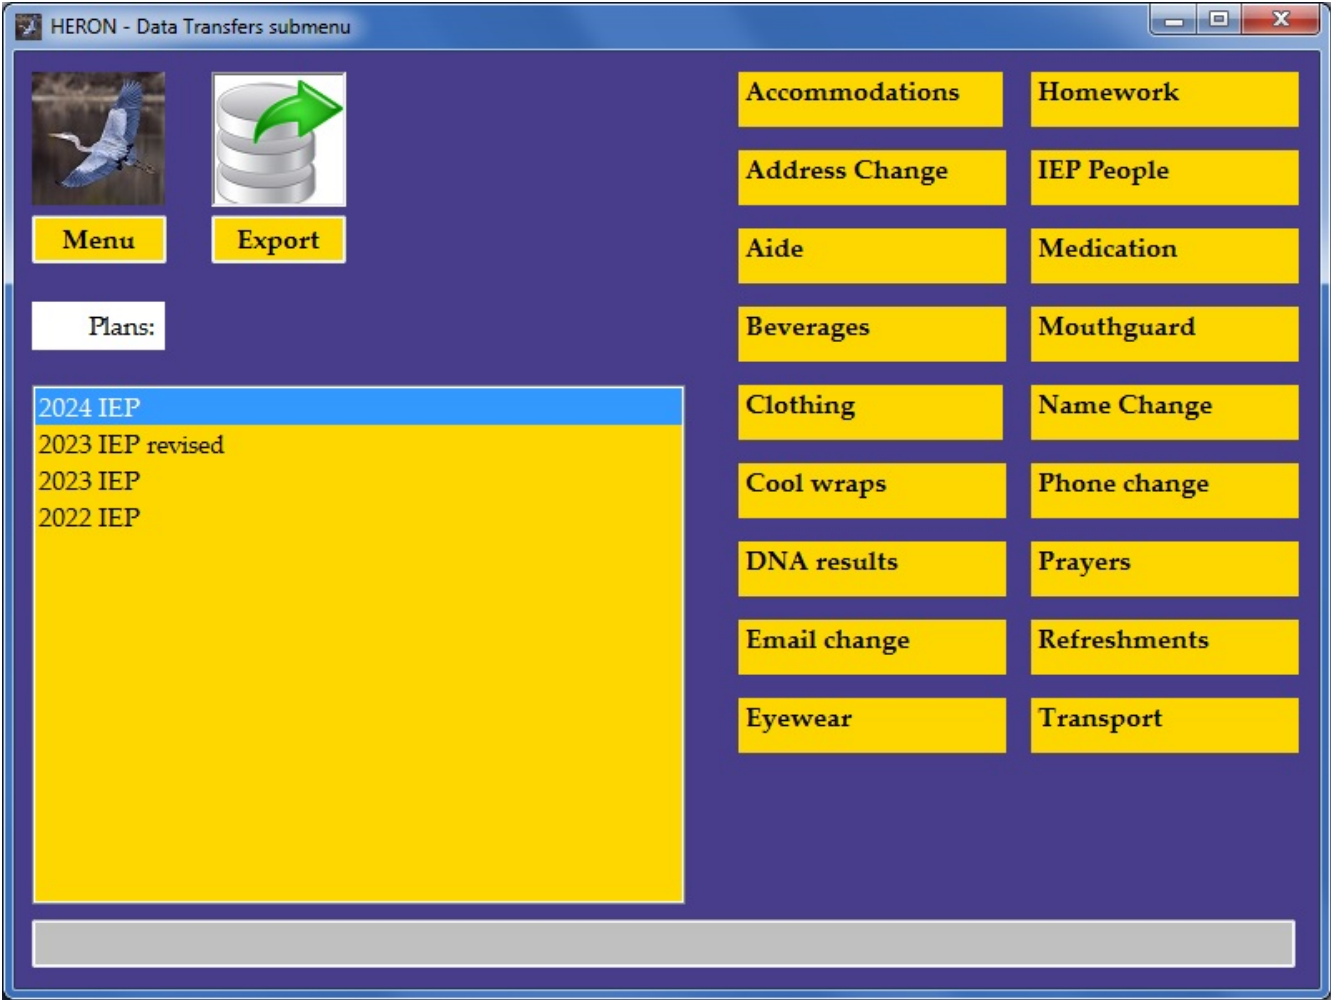 HERON - Data Transfers submenu
Menu
Export
Plans:
2024 IEP
2023 IEP revised
2023 IEP
2022 IEP
Accommodations
Homework
Address Change
IEP People
Aide
Medication
Beverages
Mouthguard
Clothing
Name Change
Cool wraps
Phone change
DNA results
Prayers
Email change
Refreshments
Eyewear
Transport